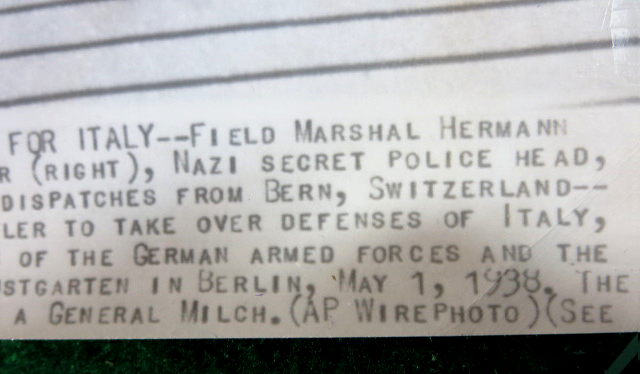 FOR ITALY--FIELD MARSHAL HERMANN
R (RIGHT), NAZI SECRET POLICE HEAD,
DISPATCHES FROM BERN, SWITZERLAND--
LER TO TAKE OVER DEFENSES OF ITALY,
OF THE GERMAN ARMED FORCES AND THE
STGARTEN IN BERLIN, MAY 1, 1938. THE
A GENERAL MILCH.(AP WIREPHOTO)(SEE